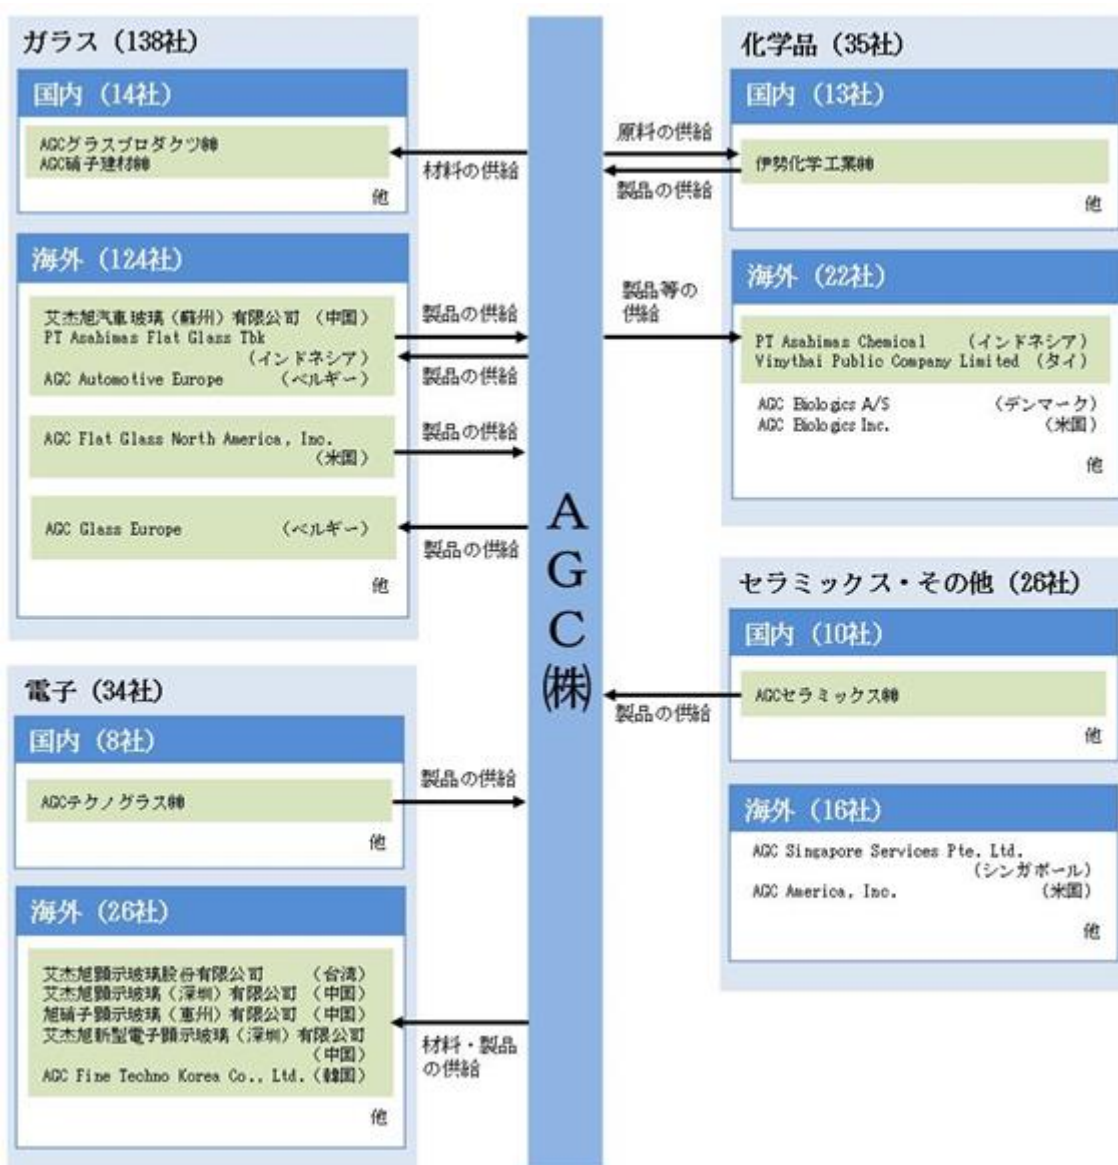 ガラス（138社）
国内（14社）
AGCグラスプロダクツ㈱
AGC硝子建材㈱
他
材料の供給
海外（124社）
艾杰旭汽車玻璃（蘇州）有限公司 （中国）
PT Asahimas Flat Glass Tbk
（インドネシア）
AGC Automotive Europe （ベルギー）
製品の供給
製品の供給
AGC Flat Glass North America, Inc.
（米国）
製品の供給
AGC Glass Europe （ベルギー）
製品の供給
他
電子（34社）
国内（8社）
AGCテクノグラス㈱
他
製品の供給
海外（26社）
艾杰旭顕示玻璃股份有限公司 （台湾）
艾杰旭顕示玻璃（深圳）有限公司 （中国）
旭硝子顕示玻璃（恵州）有限公司 （中国）
艾杰旭新型電子顕示玻璃（深圳）有限公司
（中国）
AGC Fine Techno Korea Co., Ltd.（韓国）
他
材料・製品
の供給
AGC㈱
化学品（35社）
国内（13社）
原料の供給
製品の供給
伊勢化学工業㈱
他
海外（22社）
製品等の
供給
PT Asahimas Chemical （インドネシア）
Vinythai Public Company Limited （タイ）
AGC Biologics A/S （デンマーク）
AGC Biologics Inc. （米国）
他
セラミックス・その他（26社）
国内（10社）
AGCセラミックス㈱
製品の供給
他
海外（16社）
AGC Singapore Services Pte. Ltd.
（シンガポール）
AGC America, Inc. （米国）
他